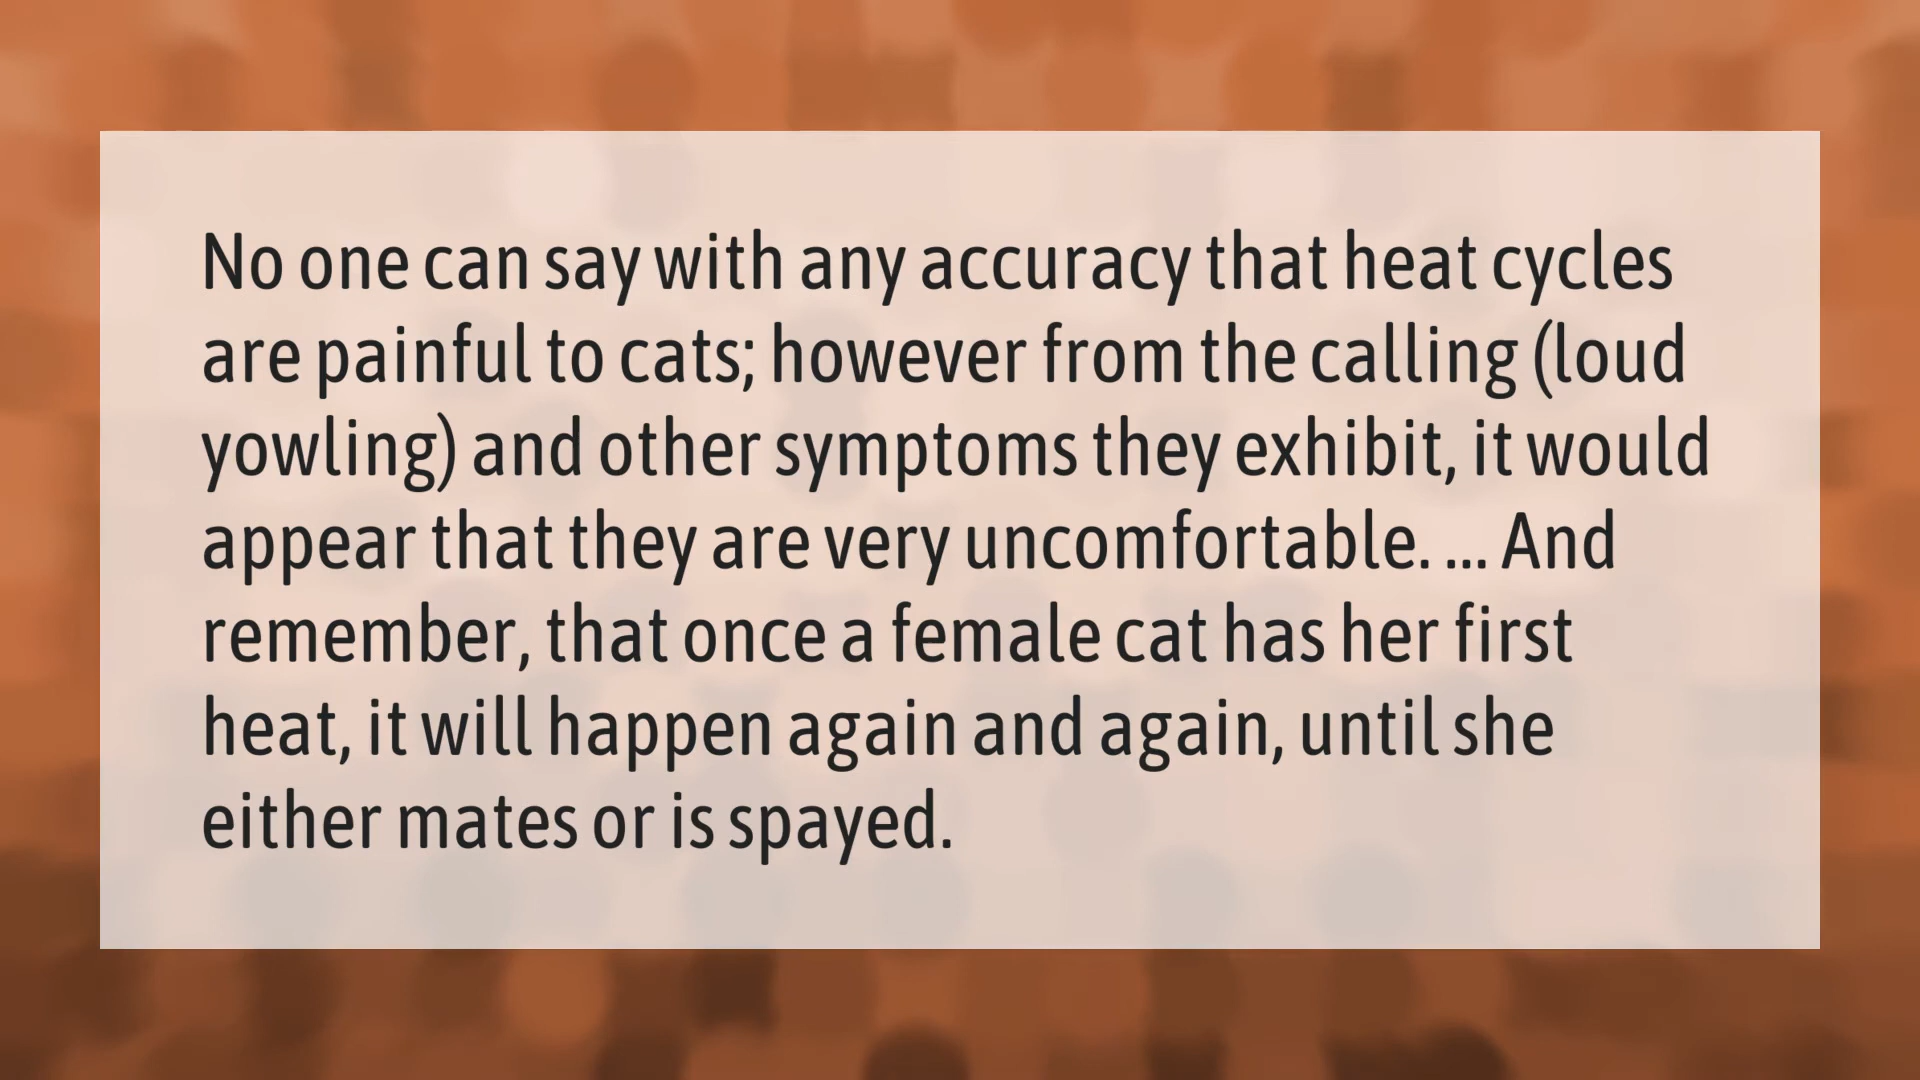 No one can say with any accuracy that heat cycles
are painful to cats; however from the calling (loud
yowling) and other symptoms they exhibit, it would
appear that they are very uncomfortable. ... And
remember, that once a female cat has her first
heat, it will happen again and again, until she
either mates or is spayed.